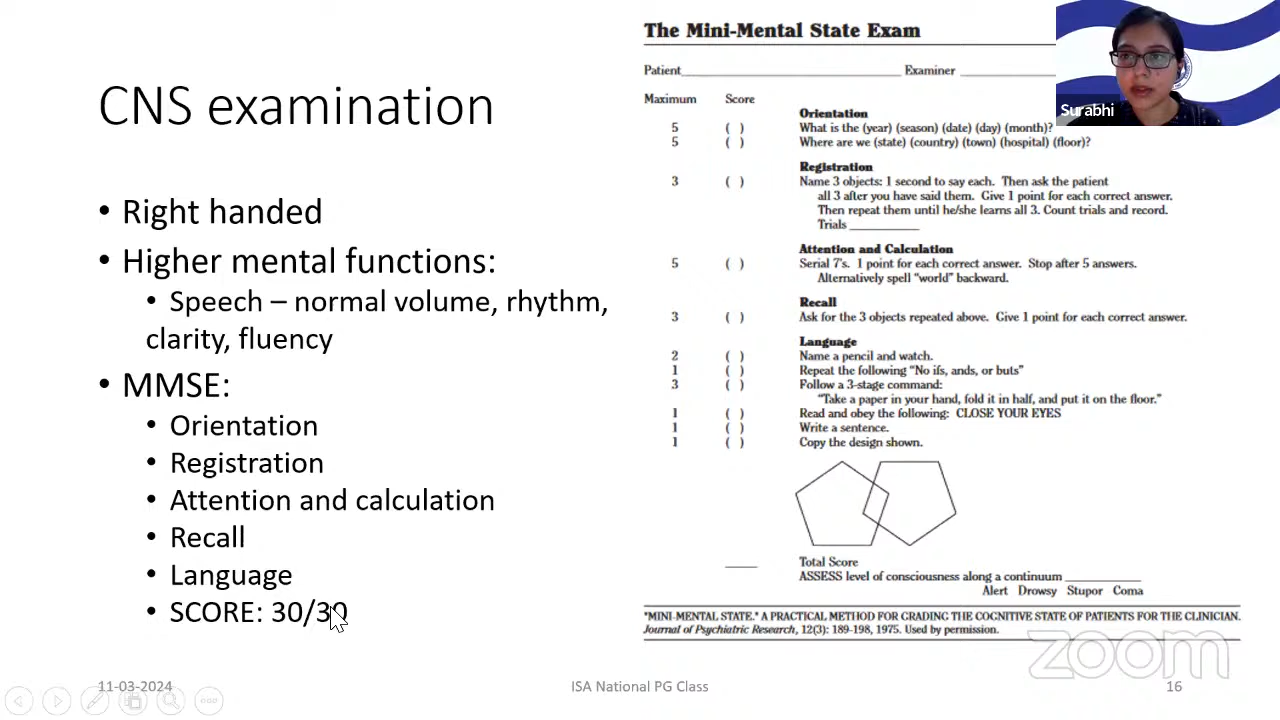 CNS examination
• Right handed
• Higher mental functions:
• Speech – normal volume, rhythm,
clarity, fluency
• MMSE:
• Orientation
• Registration
• Attention and calculation
• Recall
• Language
• SCORE: 30/30
The Mini-Mental State Exam
Patient____ Examiner ____
Maximum Score
Orientation
5 ( ) What is the (year) (season) (date) (day) (month)?
5 ( ) Where are we (state) (country) (town) (hospital) (floor)?
Registration
3 ( ) Name 3 objects: 1 second to say each. Then ask the patient
all 3 after you have said them. Give 1 point for each correct answer.
Then repeat them until he/she learns all 3. Count trials and record.
Trials ____
Attention and Calculation
5 ( ) Serial 7's. 1 point for each correct answer. Stop after 5 answers.
Alternatively spell "world" backward.
Recall
3 ( ) Ask for the 3 objects repeated above. Give 1 point for each correct answer.
Language
2 ( ) Name a pencil and watch.
1 ( ) Repeat the following "No ifs, ands, or buts"
3 ( ) Follow a 3-stage command:
"Take a paper in your hand, fold it in half, and put it on the floor."
1 ( ) Read and obey the following: CLOSE YOUR EYES
1 ( ) Write a sentence.
1 ( ) Copy the design shown.
____ Total Score
ASSESS level of consciousness along a continuum ____
Alert Drowsy Stupor Coma
"MINI-MENTAL STATE." A PRACTICAL METHOD FOR GRADING THE COGNITIVE STATE OF PATIENTS FOR THE CLINICIAN.
Journal of Psychiatric Research, 12(3): 189-198, 1975. Used by permission.
Surabhi
zoom
11-03-2024
ISA National PG Class
16